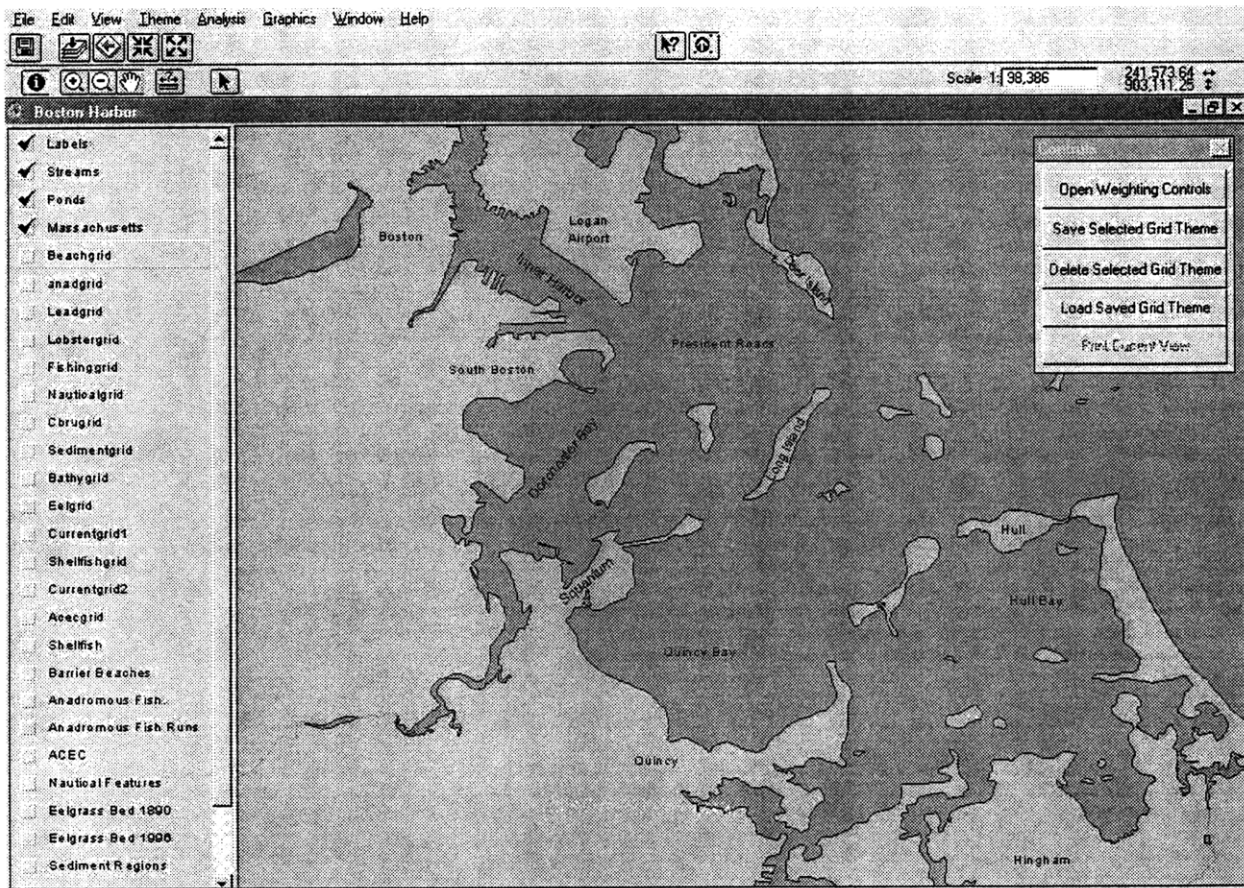 File Edit View Theme Analysis Graphics Window Help
Scale 1: 38,386
241,573.64
903,111.25
Boston Harbor
Labels
Streams
Ponds
Massachusetts
Beachgrid
anadgrid
Leadgrid
Lobstergrid
Fishinggrid
Nauticalgrid
Cbrugrid
Sedimentgrid
Bathygrid
Eelgrid
Currentgrid1
Shellfishgrid
Currentgrid2
Acecgrid
Shellfish
Barrier Beaches
Anadromous Fish..
Anadromous Fish Runs
ACEC
Nautical Features
Eelgrass Bed 1890
Eelgrass Bed 1996
Sediment Regions
Controls
Open Weighting Controls
Save Selected Grid Theme
Delete Selected Grid Theme
Load Saved Grid Theme
Print Current View
Boston
Logan
Airport
Inner Harbor
Deer Island
President Roads
South Boston
Dorchester Bay
Long Island
Squantum
Hull
Hull Bay
Quincy Bay
Quincy
Hingham